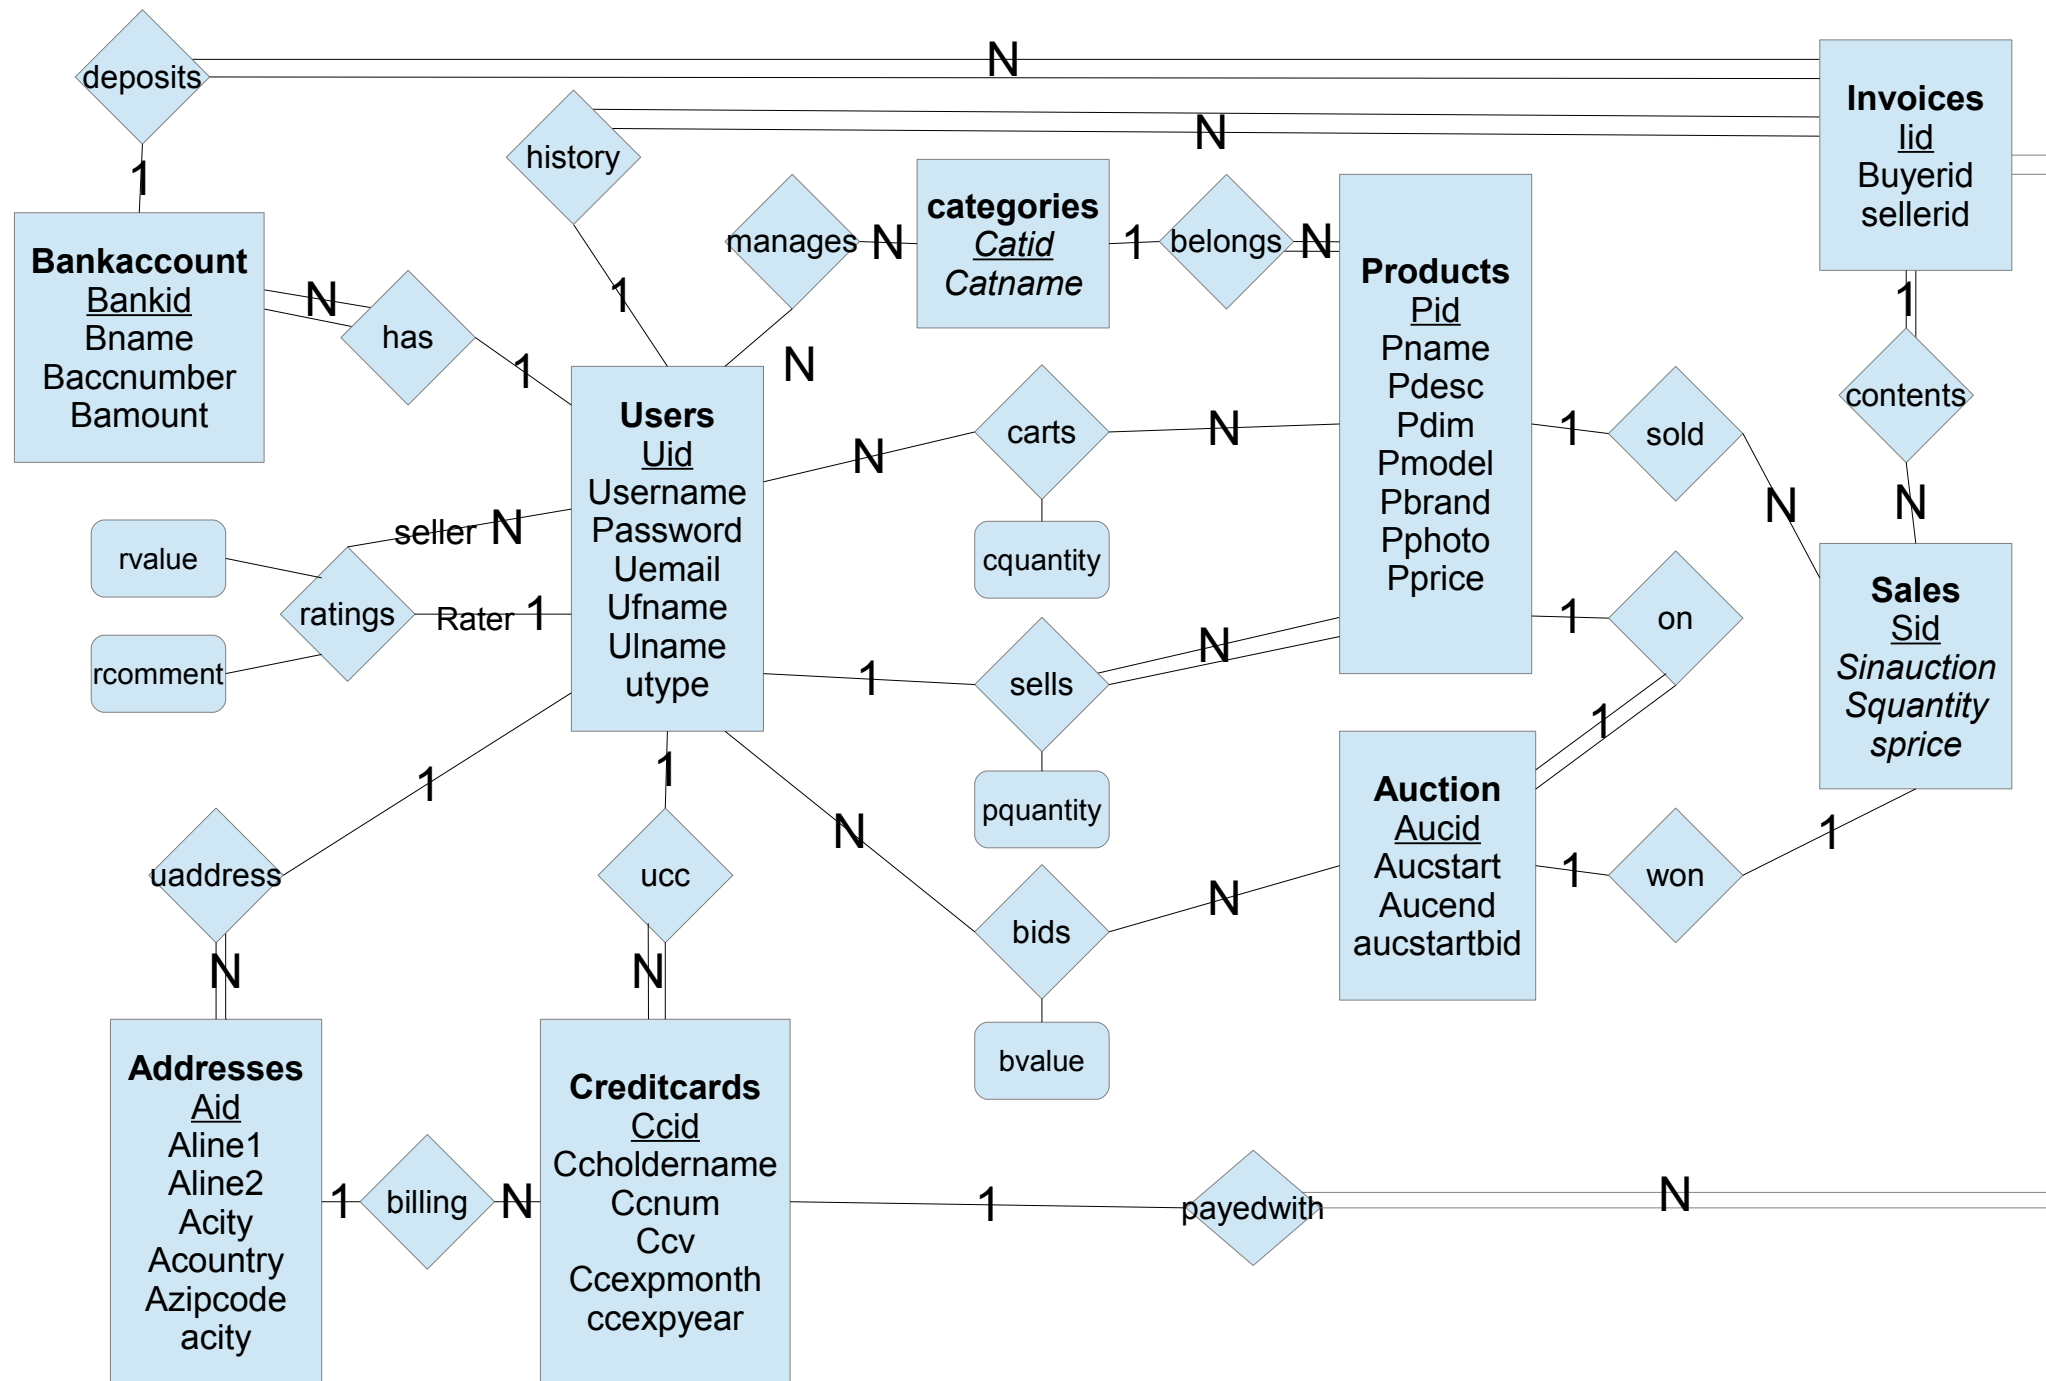 deposits
N
Invoices
Iid
Buyerid
sellerid
history
N
1
Bankaccount
Bankid
Bname
Baccnumber
Bamount
N
has
1
1
manages
N
N
categories
Catid
Catname
1
belongs
N
Products
Pid
Pname
Pdesc
Pdim
Pmodel
Pbrand
Pphoto
Pprice
1
contents
N
1
sold
N
Users
Uid
Username
Password
Uemail
Ufname
Ulname
utype
N
carts
N
cquantity
seller N
rvalue
ratings
Rater 1
rcomment
1
sells
N
pquantity
1
on
1
Sales
Sid
Sinauction
Squantity
sprice
Auction
Aucid
Aucstart
Aucend
aucstartbid
1
won
1
1
uaddress
N
1
ucc
N
N
bids
N
bvalue
Addresses
Aid
Aline1
Aline2
Acity
Acountry
Azipcode
acity
1
billing
N
Creditcards
Ccid
Ccholdername
Ccnum
Ccv
Ccexpmonth
ccexpyear
1
payedwith
N